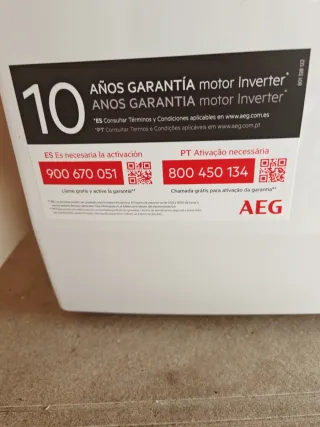 10 AÑOS GARANTÍA motor Inverter*
ANOS GARANTIA motor Inverter*
*ES Consultar Términos y Condiciones aplicables en www.aeg.com.es
*PT Consultar Termos e Condições aplicáveis em www.aeg.com.pt
ES Es necesaria la activación
900 670 051
Llame gratis y active la garantía**
PT Ativação necessária
800 450 134
Chamada grátis para ativação da garantia**
AEG